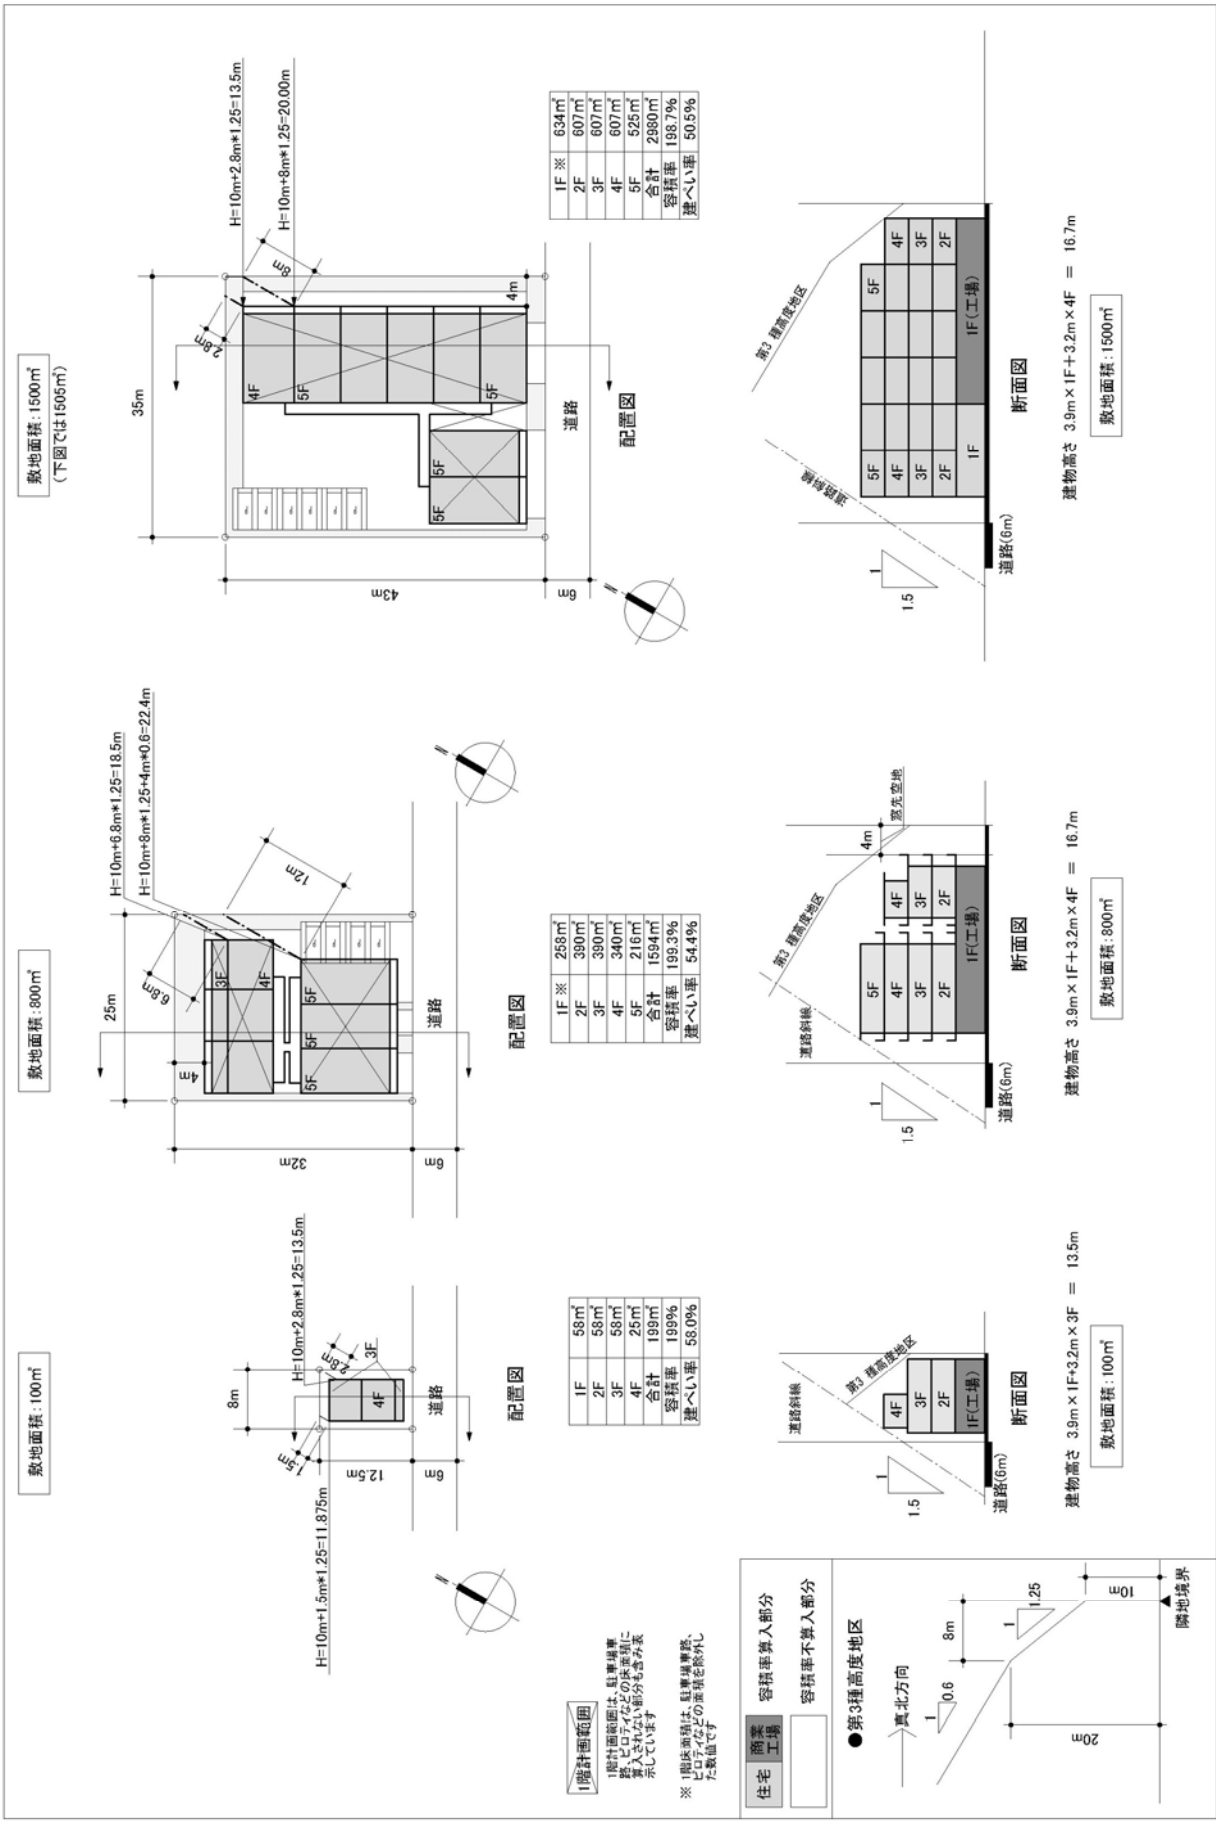 敷地面積：100㎡
8m
H=10m+2.8m*1.25=13.5m
2.8m
3F
4F
1.5m
12.5m
6m
H=10m+1.5m*1.25=11.875m
道路
N
配置図
1F 58㎡
2F 58㎡
3F 58㎡
4F 25㎡
合計 199㎡
容積率 199%
建ぺい率 58.0%
道路斜線
第3 種高度地区
4F
3F
2F
1F(工場)
1
1.5
道路(6m)
断面図
建物高さ 3.9m×1F+3.2m×3F = 13.5m
敷地面積：100㎡
敷地面積：800㎡
25m
H=10m+6.8m*1.25=18.5m
H=10m+8m*1.25+4m*0.6=22.4m
6.8m
12m
4m
3F
4F
5F
5F
5F
32m
6m
道路
N
配置図
1F ※ 258㎡
2F 390㎡
3F 390㎡
4F 340㎡
5F 216㎡
合計 1594㎡
容積率 199.3%
建ぺい率 54.4%
道路斜線
第3 種高度地区
4m
窓先空地
5F
4F 4F
3F 3F
2F 2F
1F(工場)
1
1.5
道路(6m)
断面図
建物高さ 3.9m×1F+3.2m×4F = 16.7m
敷地面積：800㎡
敷地面積：1500㎡
(下図では1505㎡)
35m
H=10m+2.8m*1.25=13.5m
H=10m+8m*1.25=20.00m
2.8m
8m
4F
5F
5F
5F
5F
4m
43m
6m
道路
N
配置図
1F ※ 634㎡
2F 607㎡
3F 607㎡
4F 607㎡
5F 525㎡
合計 2980㎡
容積率 198.7%
建ぺい率 50.5%
道路斜線
第3 種高度地区
5F 5F
4F 4F
3F 3F
2F 2F
1F 1F(工場)
1
1.5
道路(6m)
断面図
建物高さ 3.9m×1F+3.2m×4F = 16.7m
敷地面積：1500㎡
1階計画範囲
1階計画範囲は、駐車場車
路、ピロティなどの床面積に
算入されない部分も含み表
示しています
※ 1階床面積は、駐車場車路、
ピロティなどの面積を除外し
た数値です
住宅 商業
工場 容積率算入部分
容積率不算入部分
●第3種高度地区
真北方向
8m
1
0.6
1
1.25
20m
10m
隣地境界